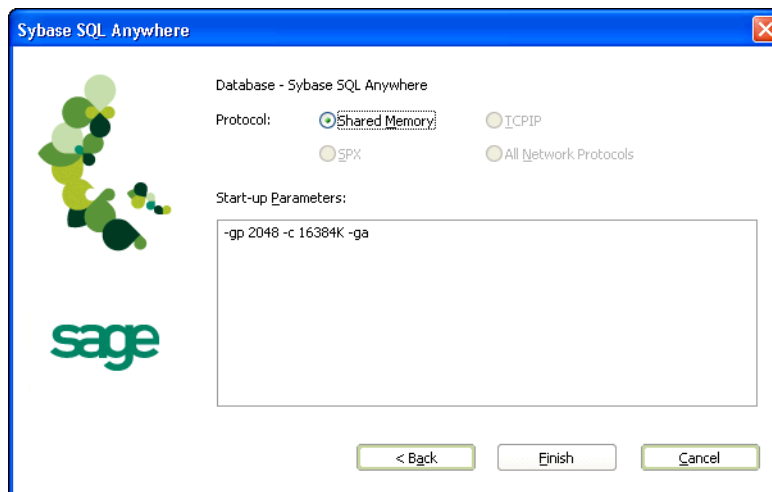 Sybase SQL Anywhere
Database - Sybase SQL Anywhere
Protocol: Shared Memory TCPIP
SPX All Network Protocols
Start-up Parameters:
-gp 2048 -c 16384K -ga
sage
< Back Finish Cancel